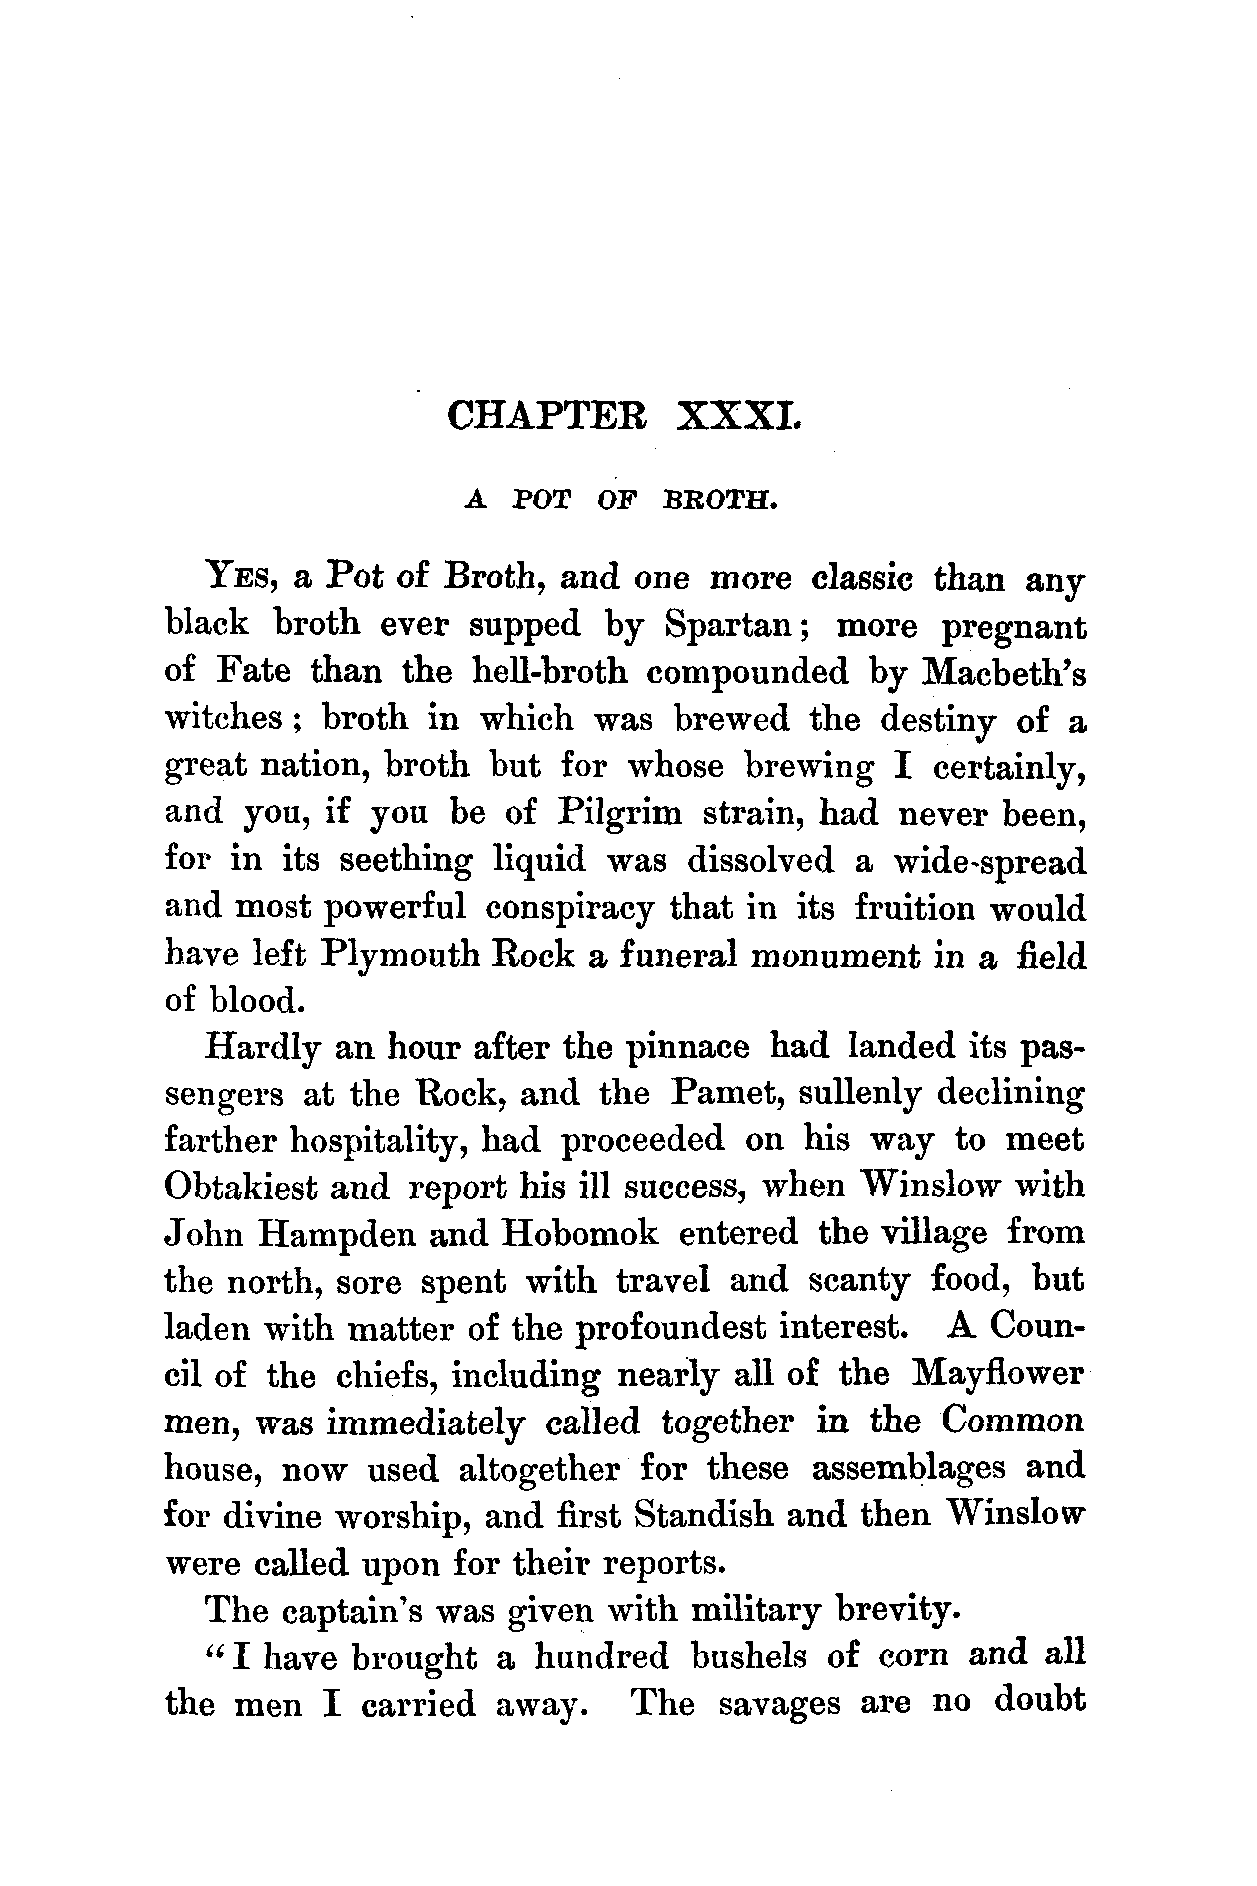 CHAPTER XXXI.
A POT OF BROTH.
YES, a Pot of Broth, and one more classic than any
black broth ever supped by Spartan; more pregnant
of Fate than the hell-broth compounded by Macbeth's
witches; broth in which was brewed the destiny of a
great nation, broth but for whose brewing I certainly,
and you, if you be of Pilgrim strain, had never been,
for in its seething liquid was dissolved a wide-spread
and most powerful conspiracy that in its fruition would
have left Plymouth Rock a funeral monument in a field
of blood.
Hardly an hour after the pinnace had landed its pas-
sengers at the Rock, and the Pamet, sullenly declining
farther hospitality, had proceeded on his way to meet
Obtakiest and report his ill success, when Winslow with
John Hampden and Hobomok entered the village from
the north, sore spent with travel and scanty food, but
laden with matter of the profoundest interest. A Coun-
cil of the chiefs, including nearly all of the Mayflower
men, was immediately called together in the Common
house, now used altogether for these assemblages and
for divine worship, and first Standish and then Winslow
were called upon for their reports.
The captain's was given with military brevity.
"I have brought a hundred bushels of corn and all
the men I carried away. The savages are no doubt